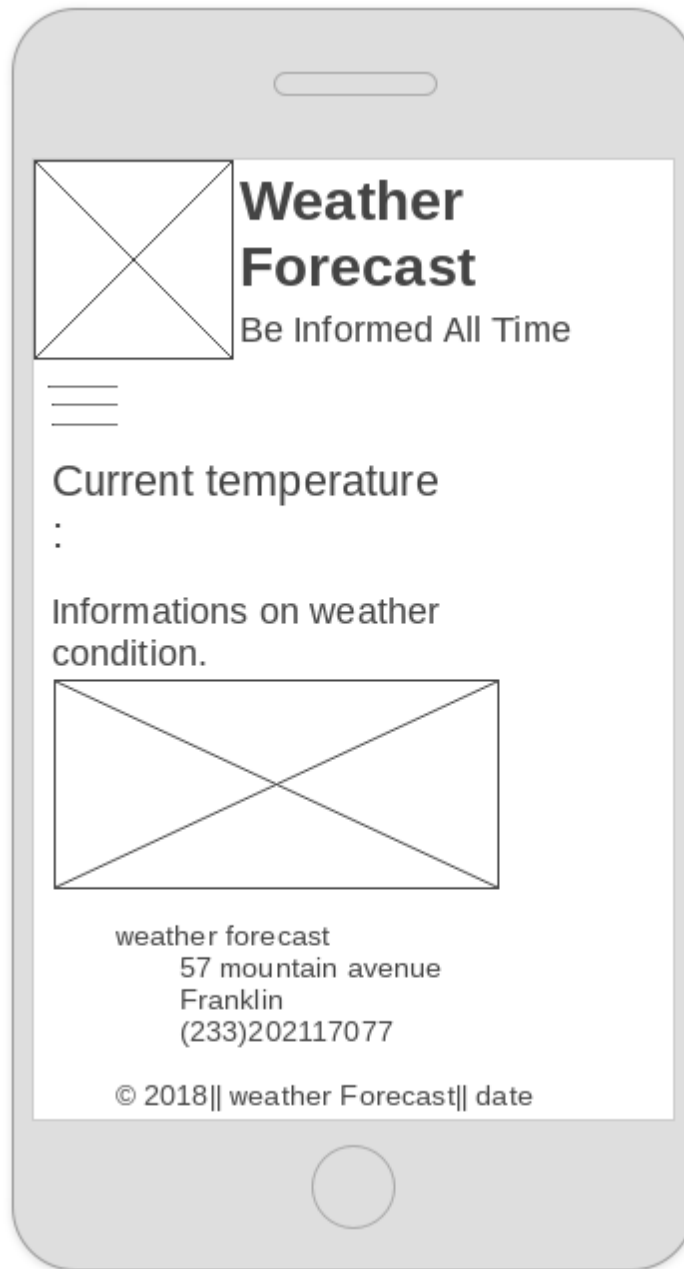 Weather
Forecast
Be Informed All Time
Current temperature
:
Informations on weather
condition.
weather forecast
57 mountain avenue
Franklin
(233)202117077
© 2018|| weather Forecast|| date